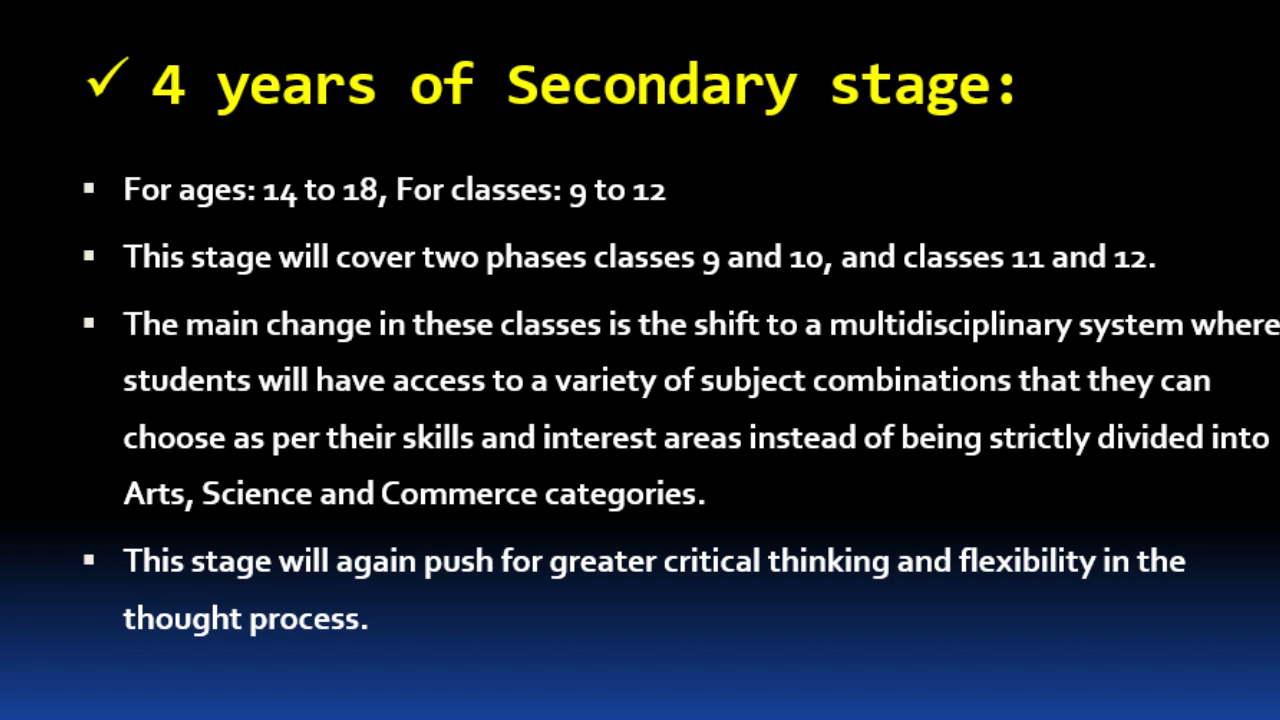 ✓ 4 years of Secondary stage:
▪ For ages: 14 to 18, For classes: 9 to 12
▪ This stage will cover two phases classes 9 and 10, and classes 11 and 12.
▪ The main change in these classes is the shift to a multidisciplinary system where
students will have access to a variety of subject combinations that they can
choose as per their skills and interest areas instead of being strictly divided into
Arts, Science and Commerce categories.
▪ This stage will again push for greater critical thinking and flexibility in the
thought process.